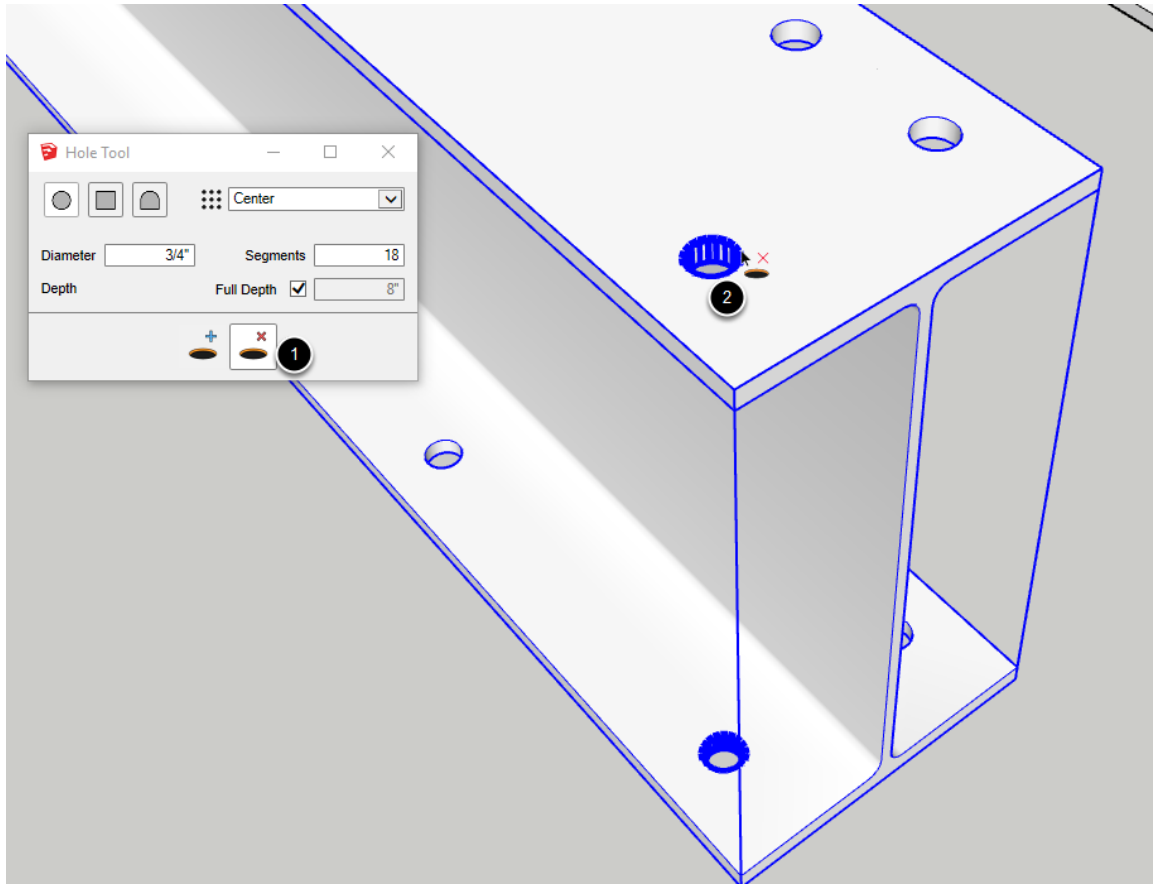 Hole Tool
Center
Diameter 3/4" Segments 18
Depth Full Depth 8"
1
2